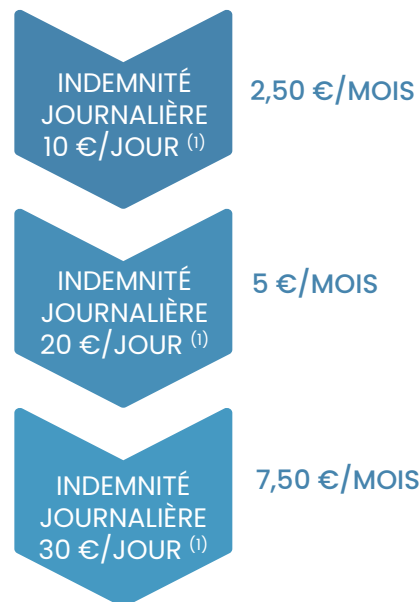 INDEMNITÉ
JOURNALIÈRE
10 €/JOUR (1)
2,50 €/MOIS
INDEMNITÉ
JOURNALIÈRE
20 €/JOUR (1)
5 €/MOIS
INDEMNITÉ
JOURNALIÈRE
30 €/JOUR (1)
7,50 €/MOIS